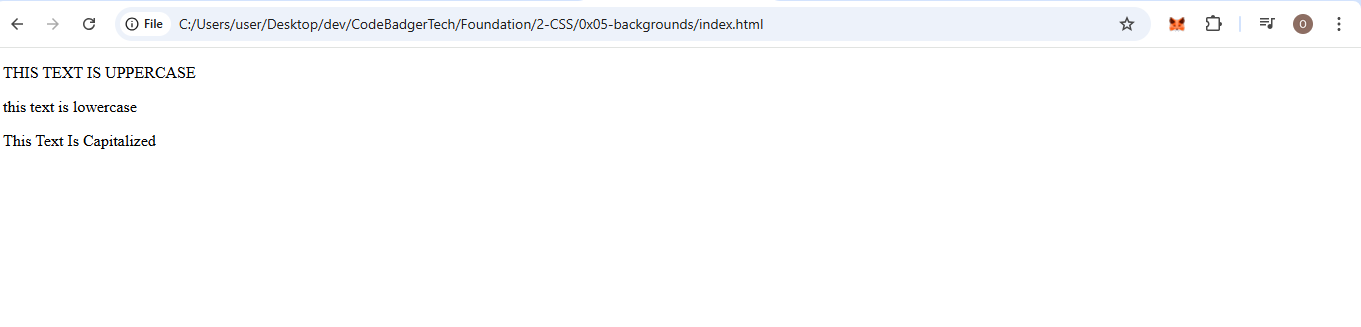 File C:/Users/user/Desktop/dev/CodeBadgerTech/Foundation/2-CSS/0x05-backgrounds/index.html O
THIS TEXT IS UPPERCASE
this text is lowercase
This Text Is Capitalized